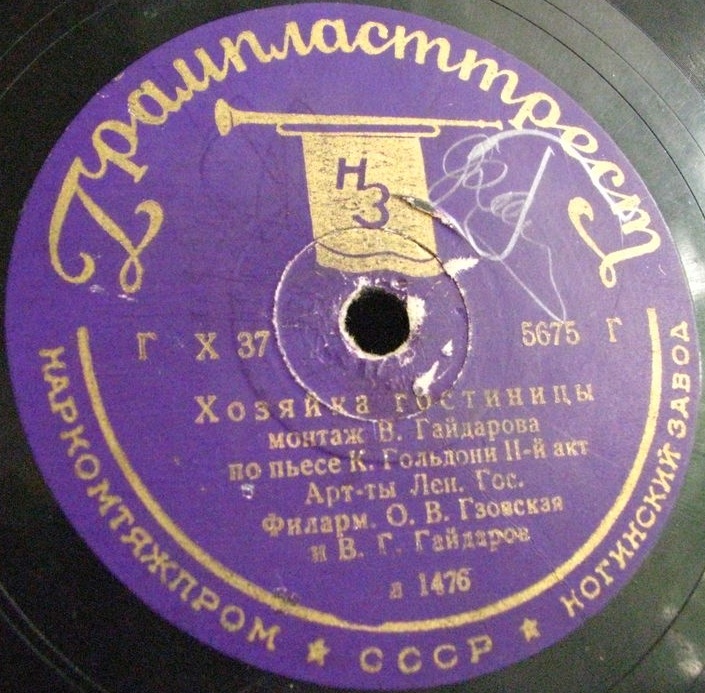 Грампласттрест
НЗ
Г Х 37 5675 Г
Хозяйка гостиницы
монтаж В. Гайдарова
по пьесе К. Гольдони II-й акт
Арт-ты Лен. Гос.
Филарм. О. В. Гзовская
и В. Г. Гайдаров
л 1476
НАРКОМТЯЖПРОМ ★ СССР ★ НОГИНСКИЙ ЗАВОД